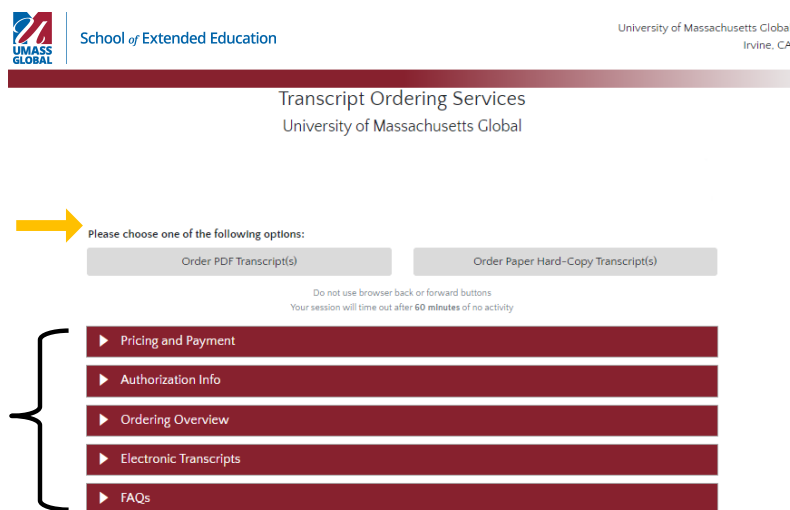 UMASS
GLOBAL
School of Extended Education
University of Massachusetts Globa
Irvine, CA
Transcript Ordering Services
University of Massachusetts Global
Please choose one of the following options:
Order PDF Transcript(s)
Order Paper Hard-Copy Transcript(s)
Do not use browser back or forward buttons
Your session will time out after 60 minutes of no activity
Pricing and Payment
Authorization Info
Ordering Overview
Electronic Transcripts
FAQs